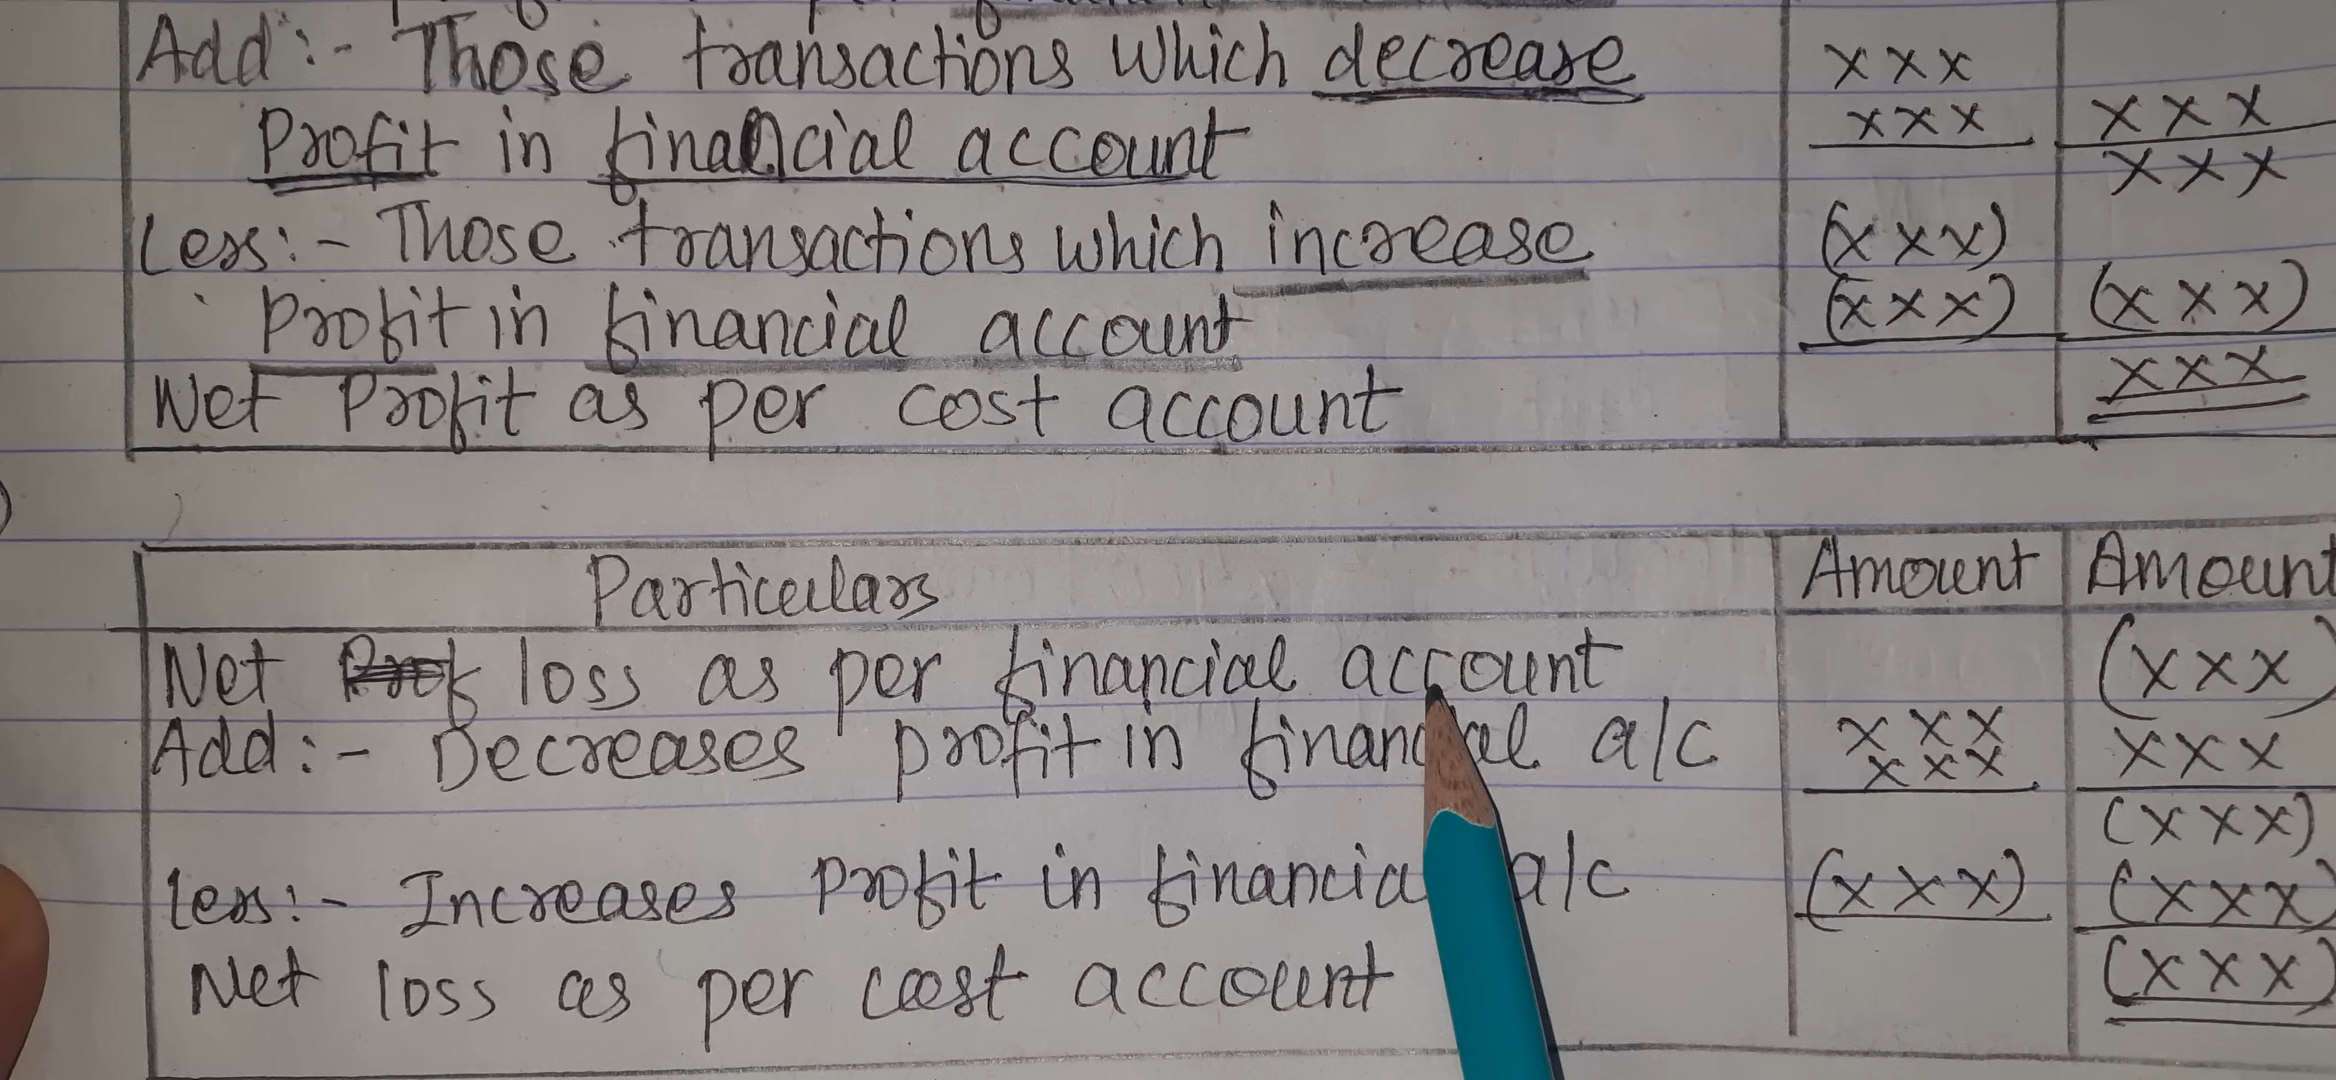 Add:- Those transactions which decrease xxx
Profit in financial account xxx xxx
xxx
Less:- Those transactions which increase (xxx)
Profit in financial account (xxx) (xxx)
Net Profit as per cost account xxx
Particulars Amount Amount
Net loss as per financial account (xxx)
Add:- Decreases profit in financial a/c xxx xxx
xxx
(xxx)
Less:- Increases Profit in financial a/c (xxx) (xxx)
Net loss as per cost account (xxx)